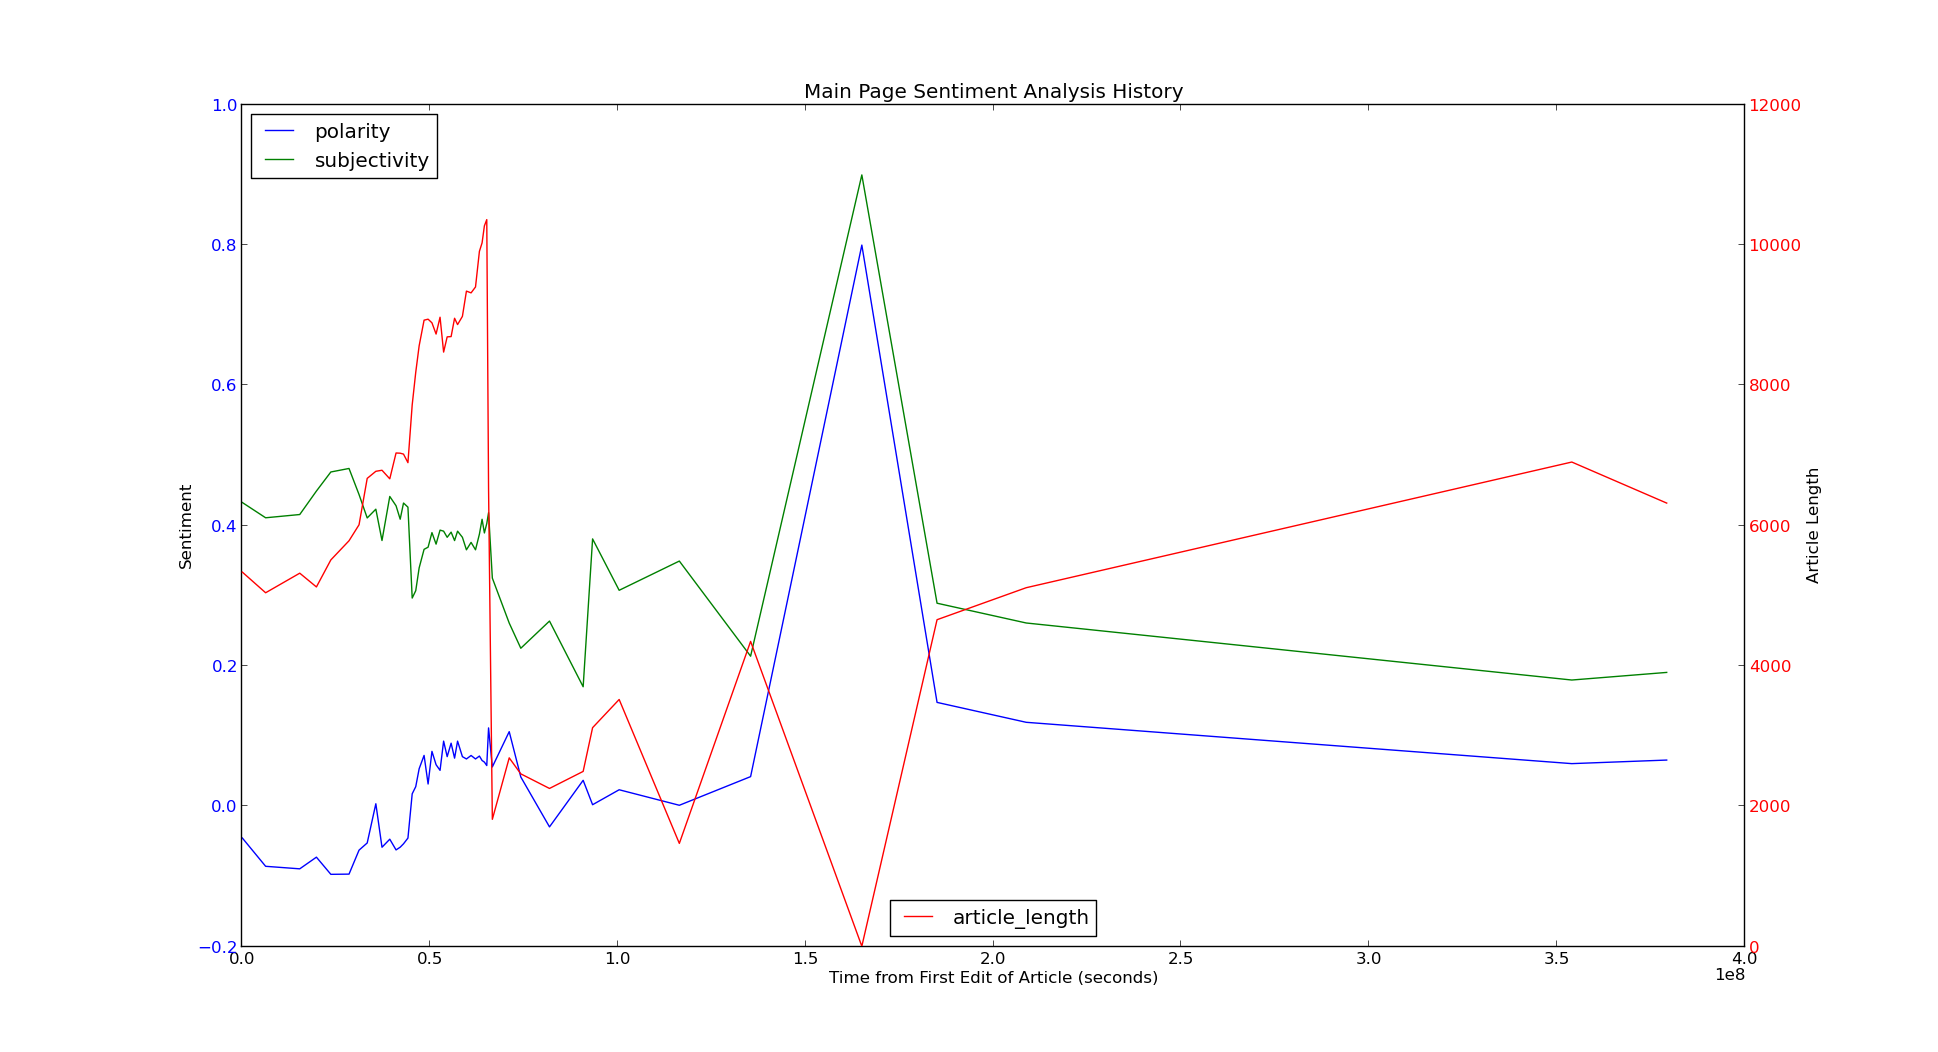 Main Page Sentiment Analysis History
1.0
0.8
0.6
0.4
0.2
0.0
−0.2
Sentiment
polarity
subjectivity
article_length
12000
10000
8000
6000
4000
2000
0
Article Length
0.0 0.5 1.0 1.5 2.0 2.5 3.0 3.5 4.0
1e8
Time from First Edit of Article (seconds)